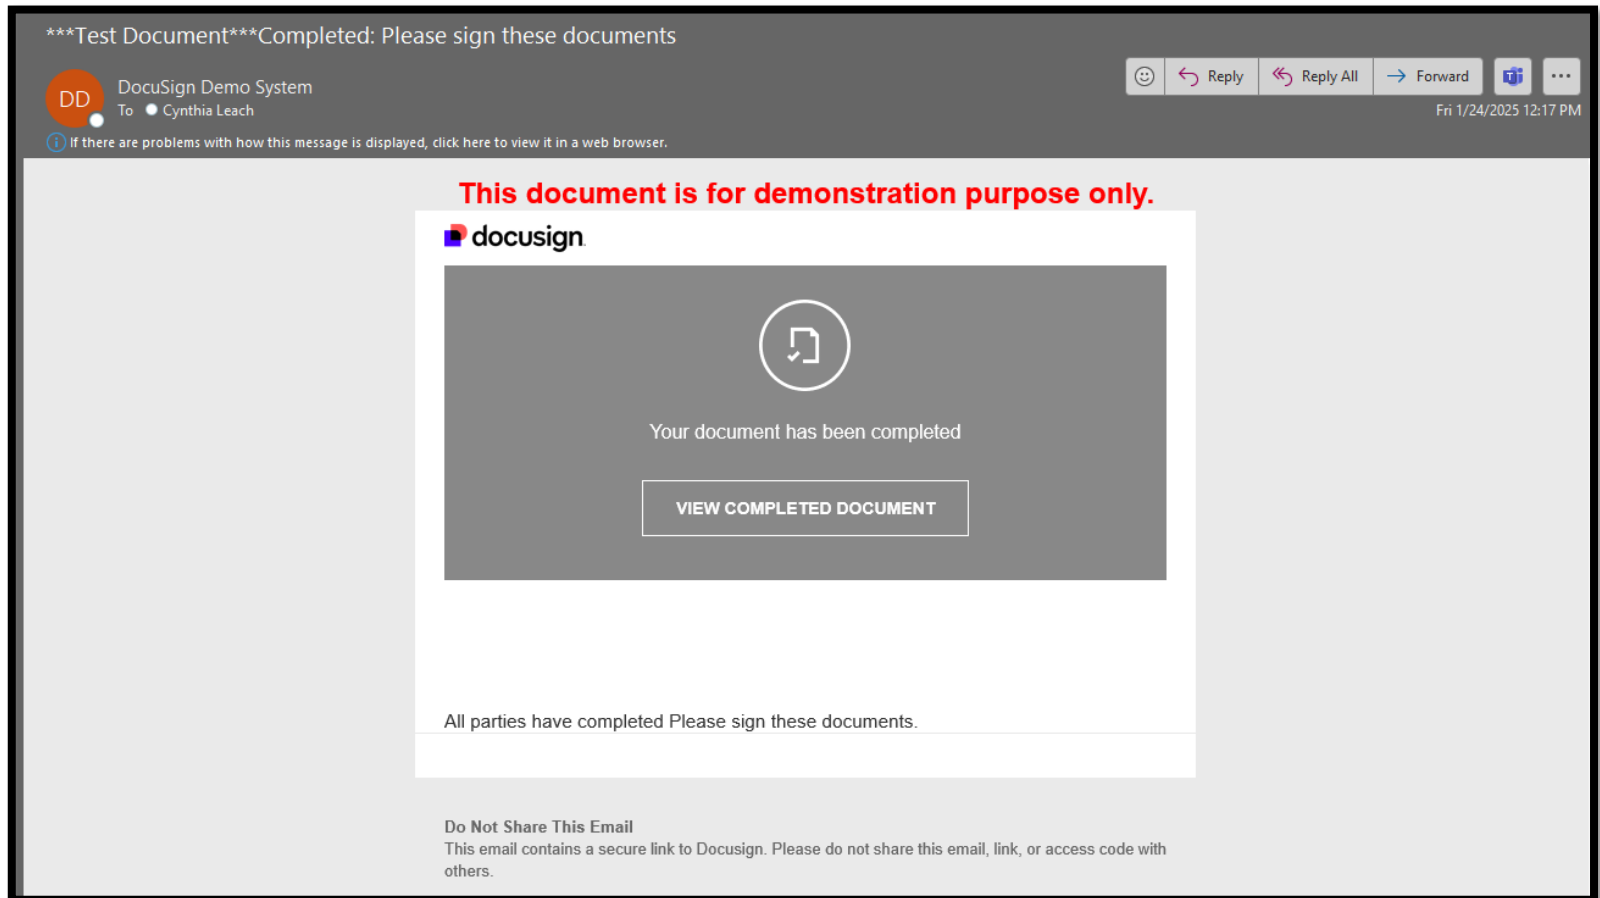 ***Test Document***Completed: Please sign these documents
DD
DocuSign Demo System
To Cynthia Leach
Reply
Reply All
Forward
Fri 1/24/2025 12:17 PM
If there are problems with how this message is displayed, click here to view it in a web browser.
This document is for demonstration purpose only.
docusign
Your document has been completed
VIEW COMPLETED DOCUMENT
All parties have completed Please sign these documents.
Do Not Share This Email
This email contains a secure link to Docusign. Please do not share this email, link, or access code with
others.